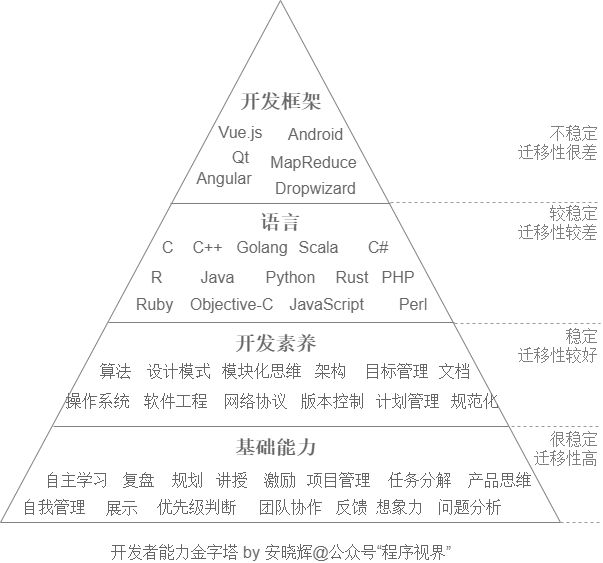 开发框架
Vue.js Android
Qt MapReduce
Angular Dropwizard
不稳定
迁移性很差
语言
C C++ Golang Scala C#
R Java Python Rust PHP
Ruby Objective-C JavaScript Perl
较稳定
迁移性较差
开发素养
算法 设计模式 模块化思维 架构 目标管理 文档
操作系统 软件工程 网络协议 版本控制 计划管理 规范化
稳定
迁移性较好
基础能力
自主学习 复盘 规划 讲授 激励 项目管理 任务分解 产品思维
自我管理 展示 优先级判断 团队协作 反馈 想象力 问题分析
很稳定
迁移性高
开发者能力金字塔 by 安晓辉@公众号“程序视界”